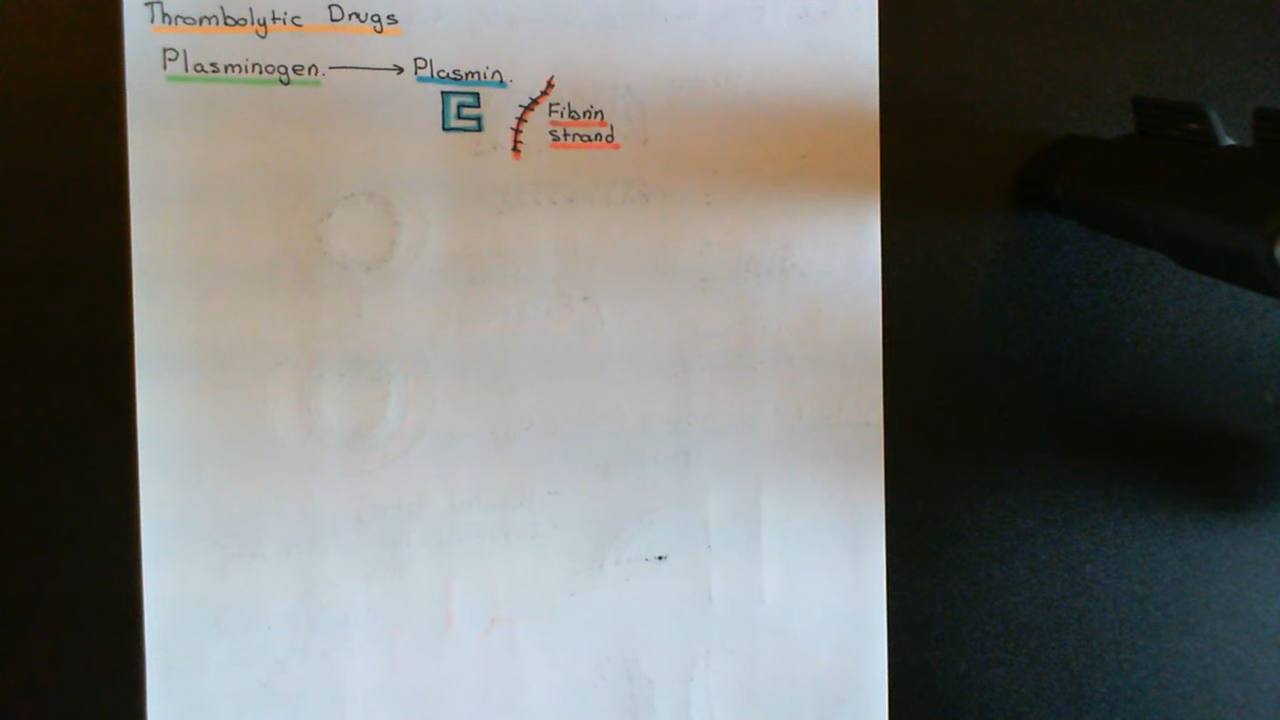 Thrombolytic Drugs
Plasminogen. → Plasmin.
Fibrin
strand